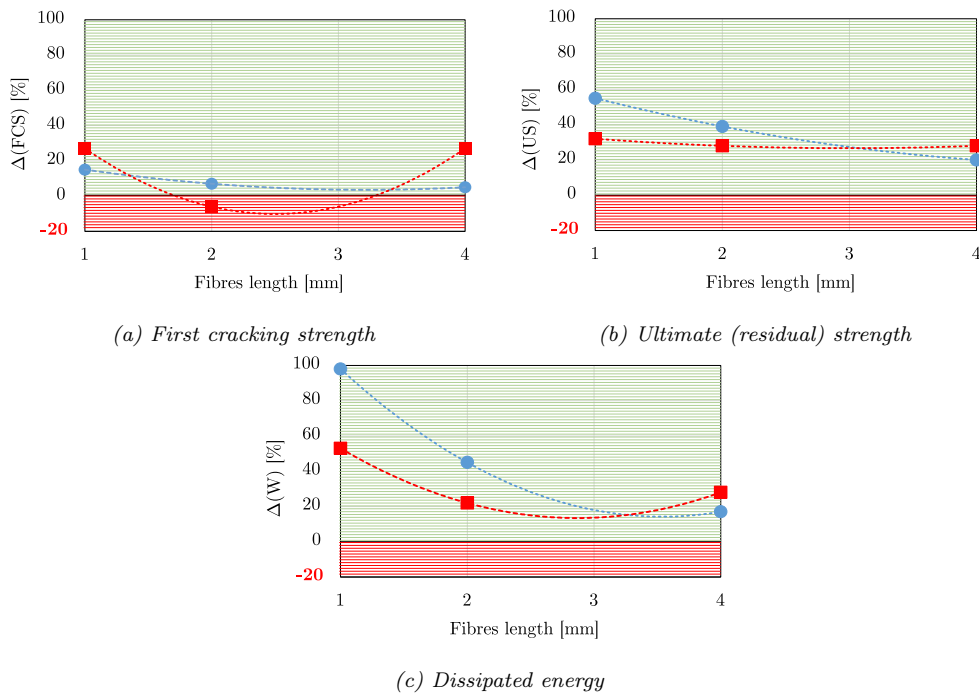 100
80
60
40
20
0
-20
Δ(FCS) [%]
1 2 3 4
Fibres length [mm]
(a) First cracking strength
100
80
60
40
20
0
-20
Δ(US) [%]
1 2 3 4
Fibres length [mm]
(b) Ultimate (residual) strength
100
80
60
40
20
0
-20
Δ(W) [%]
1 2 3 4
Fibres length [mm]
(c) Dissipated energy